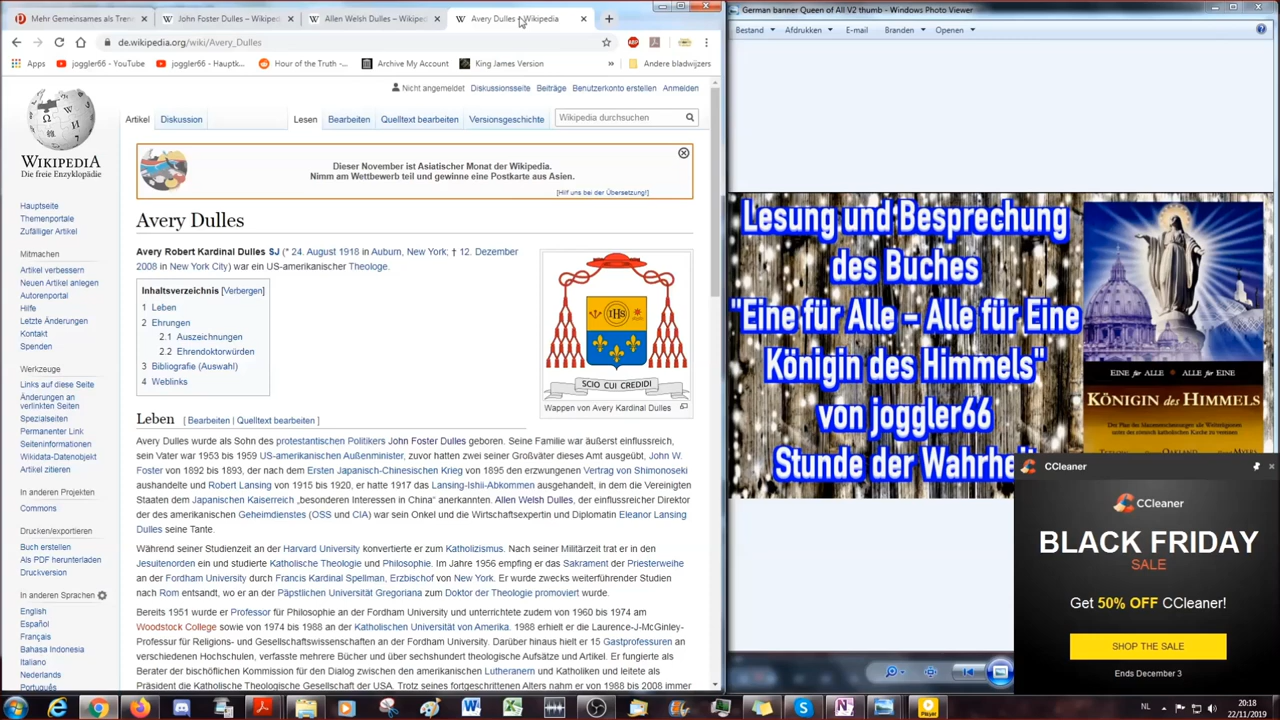 Mehr Gemeinsames als Tren
John Foster Dulles – Wikiped
Allen Welsh Dulles – Wikiped
Avery Dulles – Wikipedia
de.wikipedia.org/wiki/Avery_Dulles
Apps
joggler66 - YouTube
joggler66 - Hauptk...
Hour of the Truth -...
Archive My Account
King James Version
»
Andere bladwijzers
Nicht angemeldet Diskussionsseite Beiträge Benutzerkonto erstellen Anmelden
Artikel Diskussion Lesen Bearbeiten Quelltext bearbeiten Versionsgeschichte Wikipedia durchsuchen
WIKIPEDIA
Die freie Enzyklopädie
Hauptseite
Themenportale
Zufälliger Artikel
Mitmachen
Artikel verbessern
Neuen Artikel anlegen
Autorenportal
Hilfe
Letzte Änderungen
Kontakt
Spenden
Werkzeuge
Links auf diese Seite
Änderungen an
verlinkten Seiten
Spezialseiten
Permanenter Link
Seiteninformationen
Wikidata-Datenobjekt
Artikel zitieren
In anderen Projekten
Commons
Drucken/exportieren
Buch erstellen
Als PDF herunterladen
Druckversion
In anderen Sprachen
English
Español
Français
Bahasa Indonesia
Italiano
Nederlands
Português
Dieser November ist Asiatischer Monat der Wikipedia.
Nimm am Wettbewerb teil und gewinne eine Postkarte aus Asien.
[Hilf uns bei der Übersetzung!]
Avery Dulles
Avery Robert Kardinal Dulles SJ (* 24. August 1918 in Auburn, New York; † 12. Dezember
2008 in New York City) war ein US-amerikanischer Theologe.
Inhaltsverzeichnis [Verbergen]
1 Leben
2 Ehrungen
2.1 Auszeichnungen
2.2 Ehrendoktorwürden
3 Bibliografie (Auswahl)
4 Weblinks
IHS
SCIO CUI CREDIDI
Wappen von Avery Kardinal Dulles
Leben [ Bearbeiten | Quelltext bearbeiten ]
Avery Dulles wurde als Sohn des protestantischen Politikers John Foster Dulles geboren. Seine Familie war äußerst einflussreich,
sein Vater war 1953 bis 1959 US-amerikanischen Außenminister, zuvor hatten zwei seiner Großväter dieses Amt ausgeübt, John W.
Foster von 1892 bis 1893, der nach dem Ersten Japanisch-Chinesischen Krieg von 1895 den erzwungenen Vertrag von Shimonoseki
aushandelte und Robert Lansing von 1915 bis 1920, er hatte 1917 das Lansing-Ishii-Abkommen ausgehandelt, in dem die Vereinigten
Staaten dem Japanischen Kaiserreich „besonderen Interessen in China“ anerkannten. Allen Welsh Dulles, der einflussreicher Direktor
der des amerikanischen Geheimdienstes (OSS und CIA) war sein Onkel und die Wirtschaftsexpertin und Diplomatin Eleanor Lansing
Dulles seine Tante.
Während seiner Studienzeit an der Harvard University konvertierte er zum Katholizismus. Nach seiner Militärzeit trat er in den
Jesuitenorden ein und studierte Katholische Theologie und Philosophie. Im Jahre 1956 empfing er das Sakrament der Priesterweihe
an der Fordham University durch Francis Kardinal Spellman, Erzbischof von New York. Er wurde zwecks weiterführender Studien
nach Rom entsandt, wo er an der Päpstlichen Universität Gregoriana zum Doktor der Theologie promoviert wurde.
Bereits 1951 wurde er Professor für Philosophie an der Fordham University und unterrichtete zudem von 1960 bis 1974 am
Woodstock College sowie von 1974 bis 1988 an der Katholischen Universität von Amerika. 1988 erhielt er die Laurence-J-McGinley-
Professur für Religions- und Gesellschaftswissenschaften an der Fordham University. Darüber hinaus hielt er 15 Gastprofessuren an
verschiedenen Hochschulen, verfasste mehrere Bücher und über sechshundert theologische Aufsätze und Artikel. Er fungierte als
Berater der bischöflichen Kommission für den Dialog zwischen den amerikanischen Lutheranern und Katholiken und leitete als
Präsident die Katholische Theologische Gesellschaft der USA. Trotz seines fortgeschrittenen Alters nahm er von 1988 bis 2008 immer
German banner Queen of All V2 thumb - Windows Photo Viewer
Bestand Afdrukken E-mail Branden Openen
Lesung und Besprechung
des Buches
"Eine für Alle – Alle für Eine
Königin des Himmels"
von joggler66
Stunde der Wahrhe
EINE für ALLE ALLE für EINE
KÖNIGIN des HIMMELS
CCleaner
CCleaner
BLACK FRIDAY
SALE
Get 50% OFF CCleaner!
SHOP THE SALE
Ends December 3
NL
20:18
22/11/2019